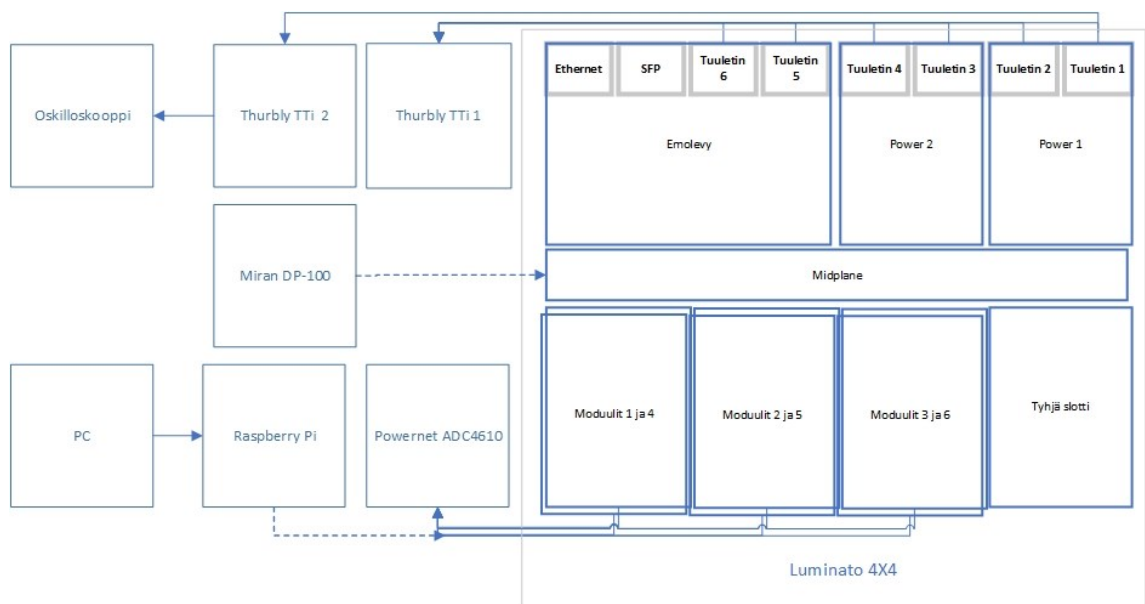 Ethernet
SFP
Tuuletin
6
Tuuletin
5
Tuuletin 4
Tuuletin 3
Tuuletin 2
Tuuletin 1
Oskilloskooppi
Thurbly TTi 2
Thurbly TTi 1
Emolevy
Power 2
Power 1
Miran DP-100
Midplane
PC
Raspberry Pi
Powernet ADC4610
Moduulit 1 ja 4
Moduulit 2 ja 5
Moduulit 3 ja 6
Tyhjä slotti
Luminato 4X4